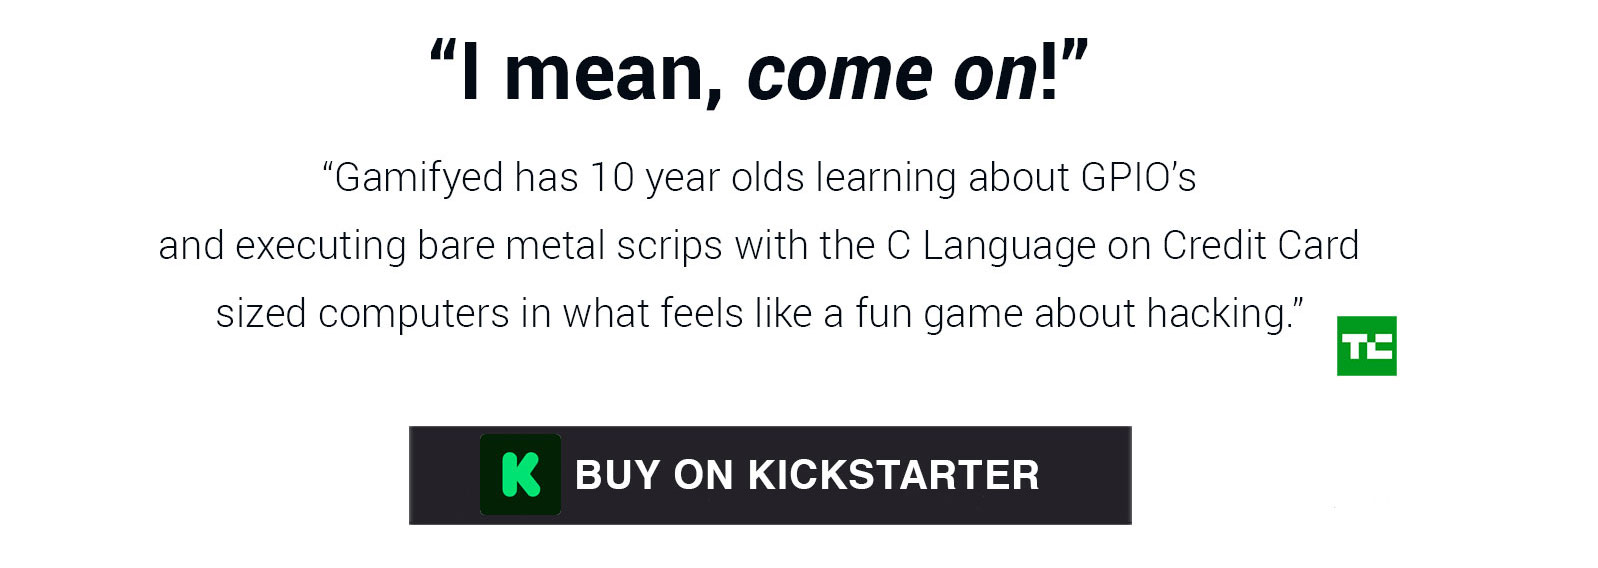 “I mean, come on!”
“Gamifyed has 10 year olds learning about GPIO’s
and executing bare metal scrips with the C Language on Credit Card
sized computers in what feels like a fun game about hacking.”
TC
K BUY ON KICKSTARTER